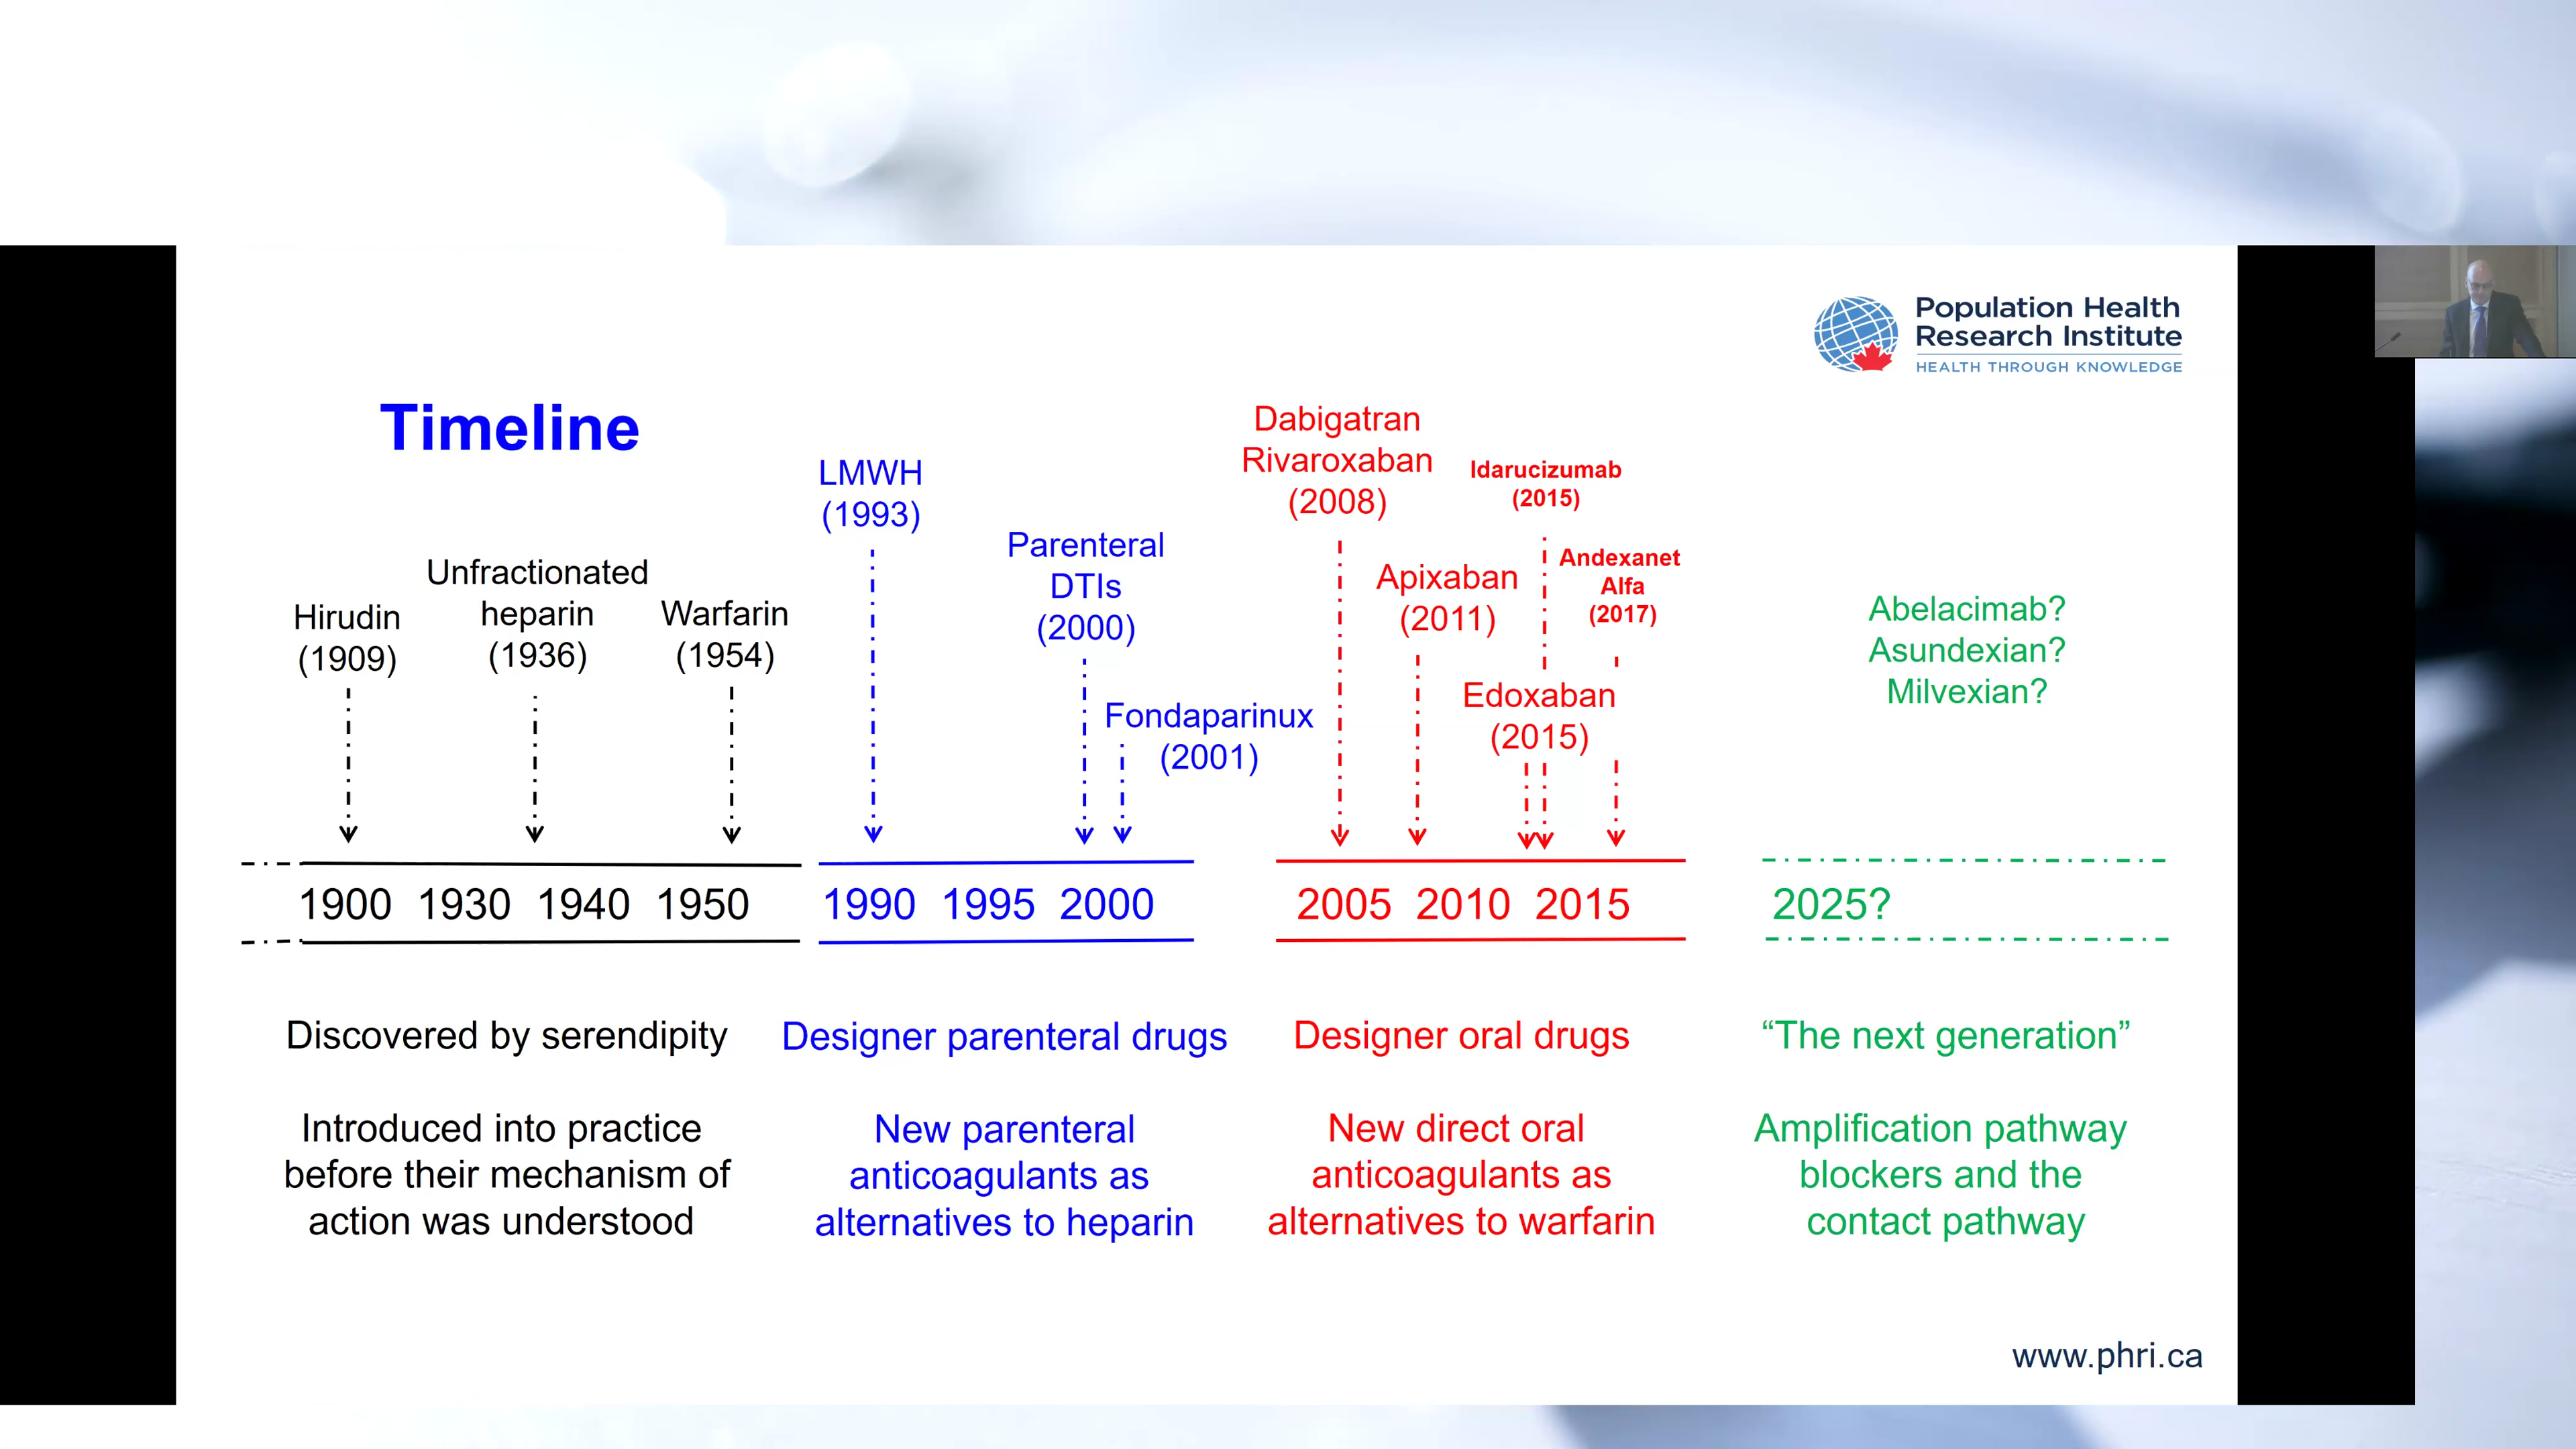 Population Health
Research Institute
HEALTH THROUGH KNOWLEDGE
Timeline
Hirudin
(1909)
Unfractionated
heparin
(1936)
Warfarin
(1954)
LMWH
(1993)
Parenteral
DTIs
(2000)
Fondaparinux
(2001)
Dabigatran
Rivaroxaban
(2008)
Apixaban
(2011)
Idarucizumab
(2015)
Edoxaban
(2015)
Andexanet
Alfa
(2017)
Abelacimab?
Asundexian?
Milvexian?
1900 1930 1940 1950
1990 1995 2000
2005 2010 2015
2025?
Discovered by serendipity
Introduced into practice
before their mechanism of
action was understood
Designer parenteral drugs
New parenteral
anticoagulants as
alternatives to heparin
Designer oral drugs
New direct oral
anticoagulants as
alternatives to warfarin
“The next generation”
Amplification pathway
blockers and the
contact pathway
www.phri.ca